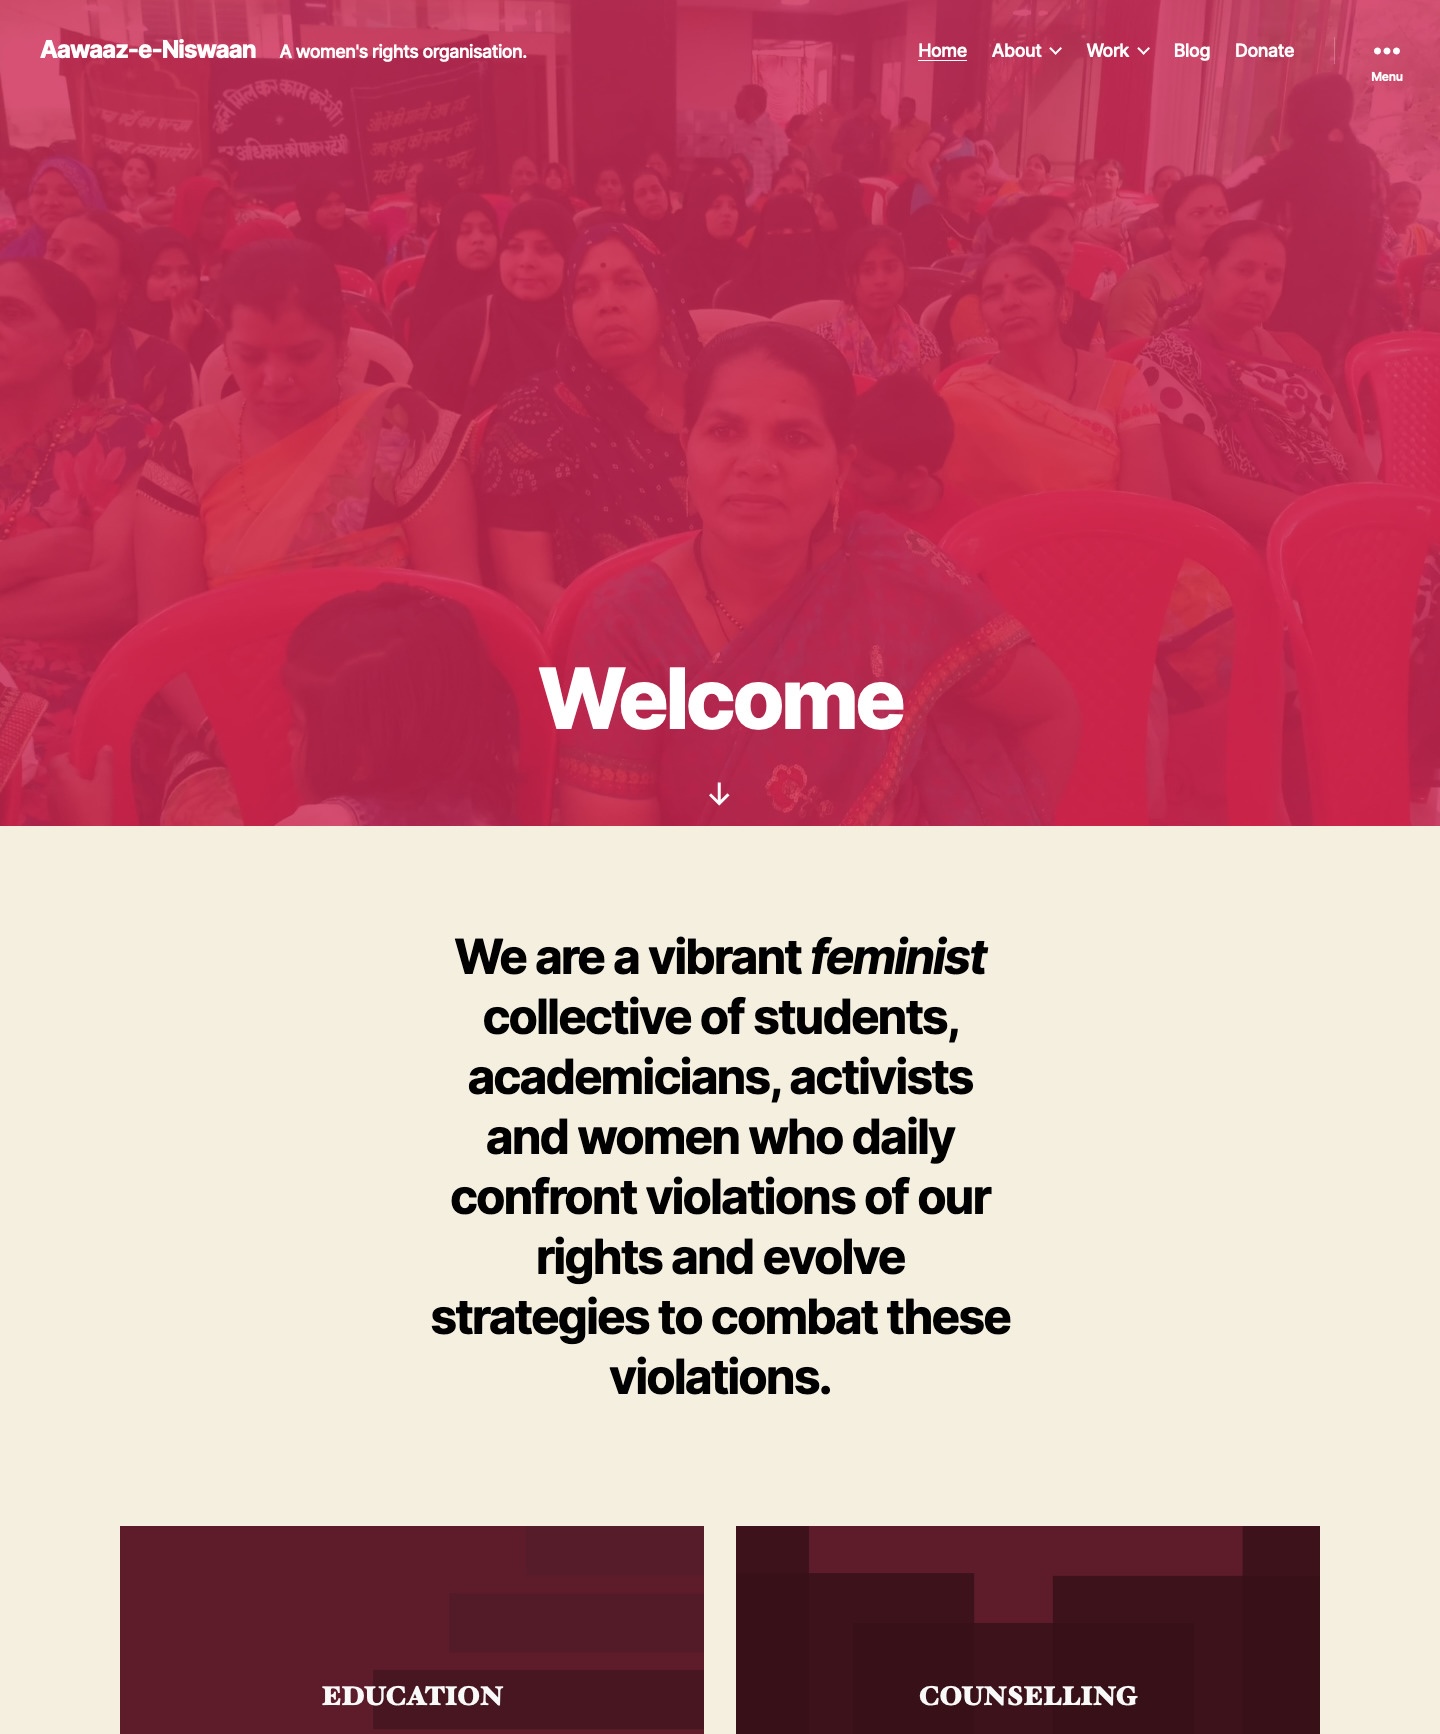 Aawaaz-e-Niswaan
A women's rights organisation.
Home About Work Blog Donate
Menu
Welcome
We are a vibrant feminist
collective of students,
academicians, activists
and women who daily
confront violations of our
rights and evolve
strategies to combat these
violations.
EDUCATION
COUNSELLING